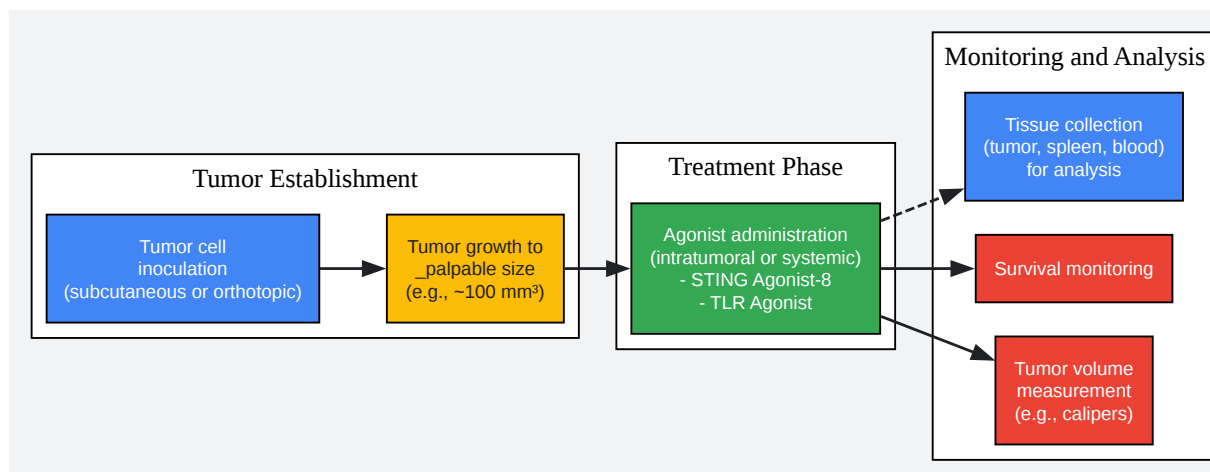 Tumor Establishment
Tumor cell
inoculation
(subcutaneous or orthotopic)
Tumor growth to
_palpable size
(e.g., ~100 mm³)
Treatment Phase
Agonist administration
(intratumoral or systemic)
- STING Agonist-8
- TLR Agonist
Monitoring and Analysis
Tissue collection
(tumor, spleen, blood)
for analysis
Survival monitoring
Tumor volume
measurement
(e.g., calipers)